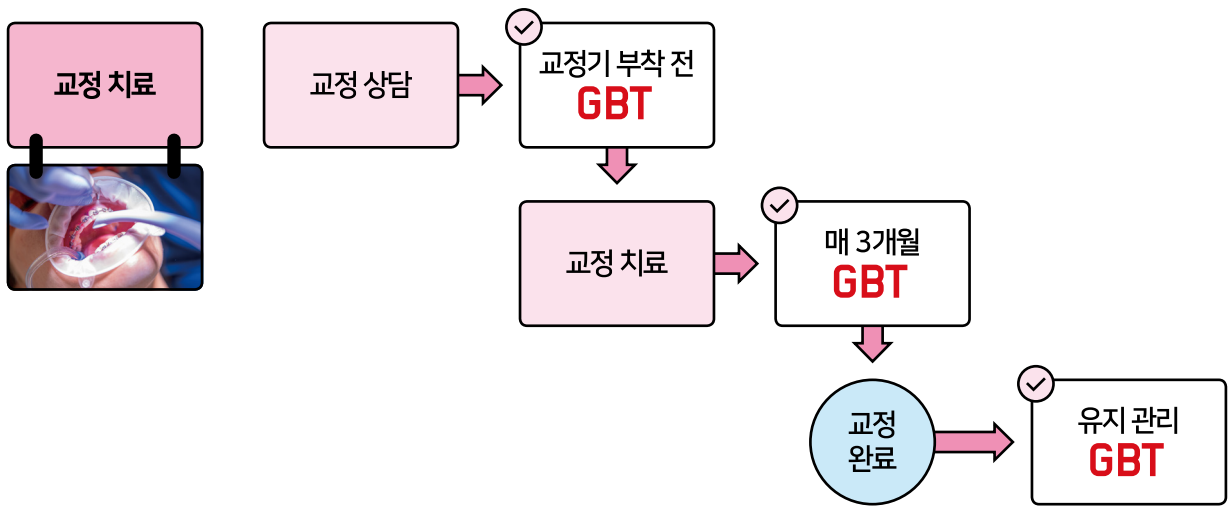 교정 치료
교정 상담
교정기 부착 전
GBT
교정 치료
매 3개월
GBT
교정
완료
유지 관리
GBT